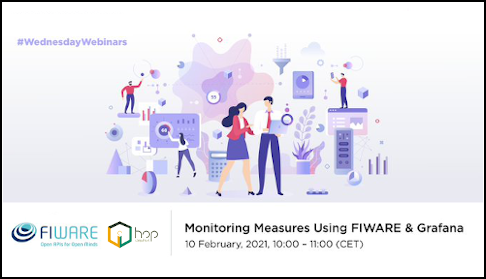 #WednesdayWebinars
FIWARE
Open APIs for Open Minds
hop
Monitoring Measures Using FIWARE & Grafana
10 February, 2021, 10:00 – 11:00 (CET)